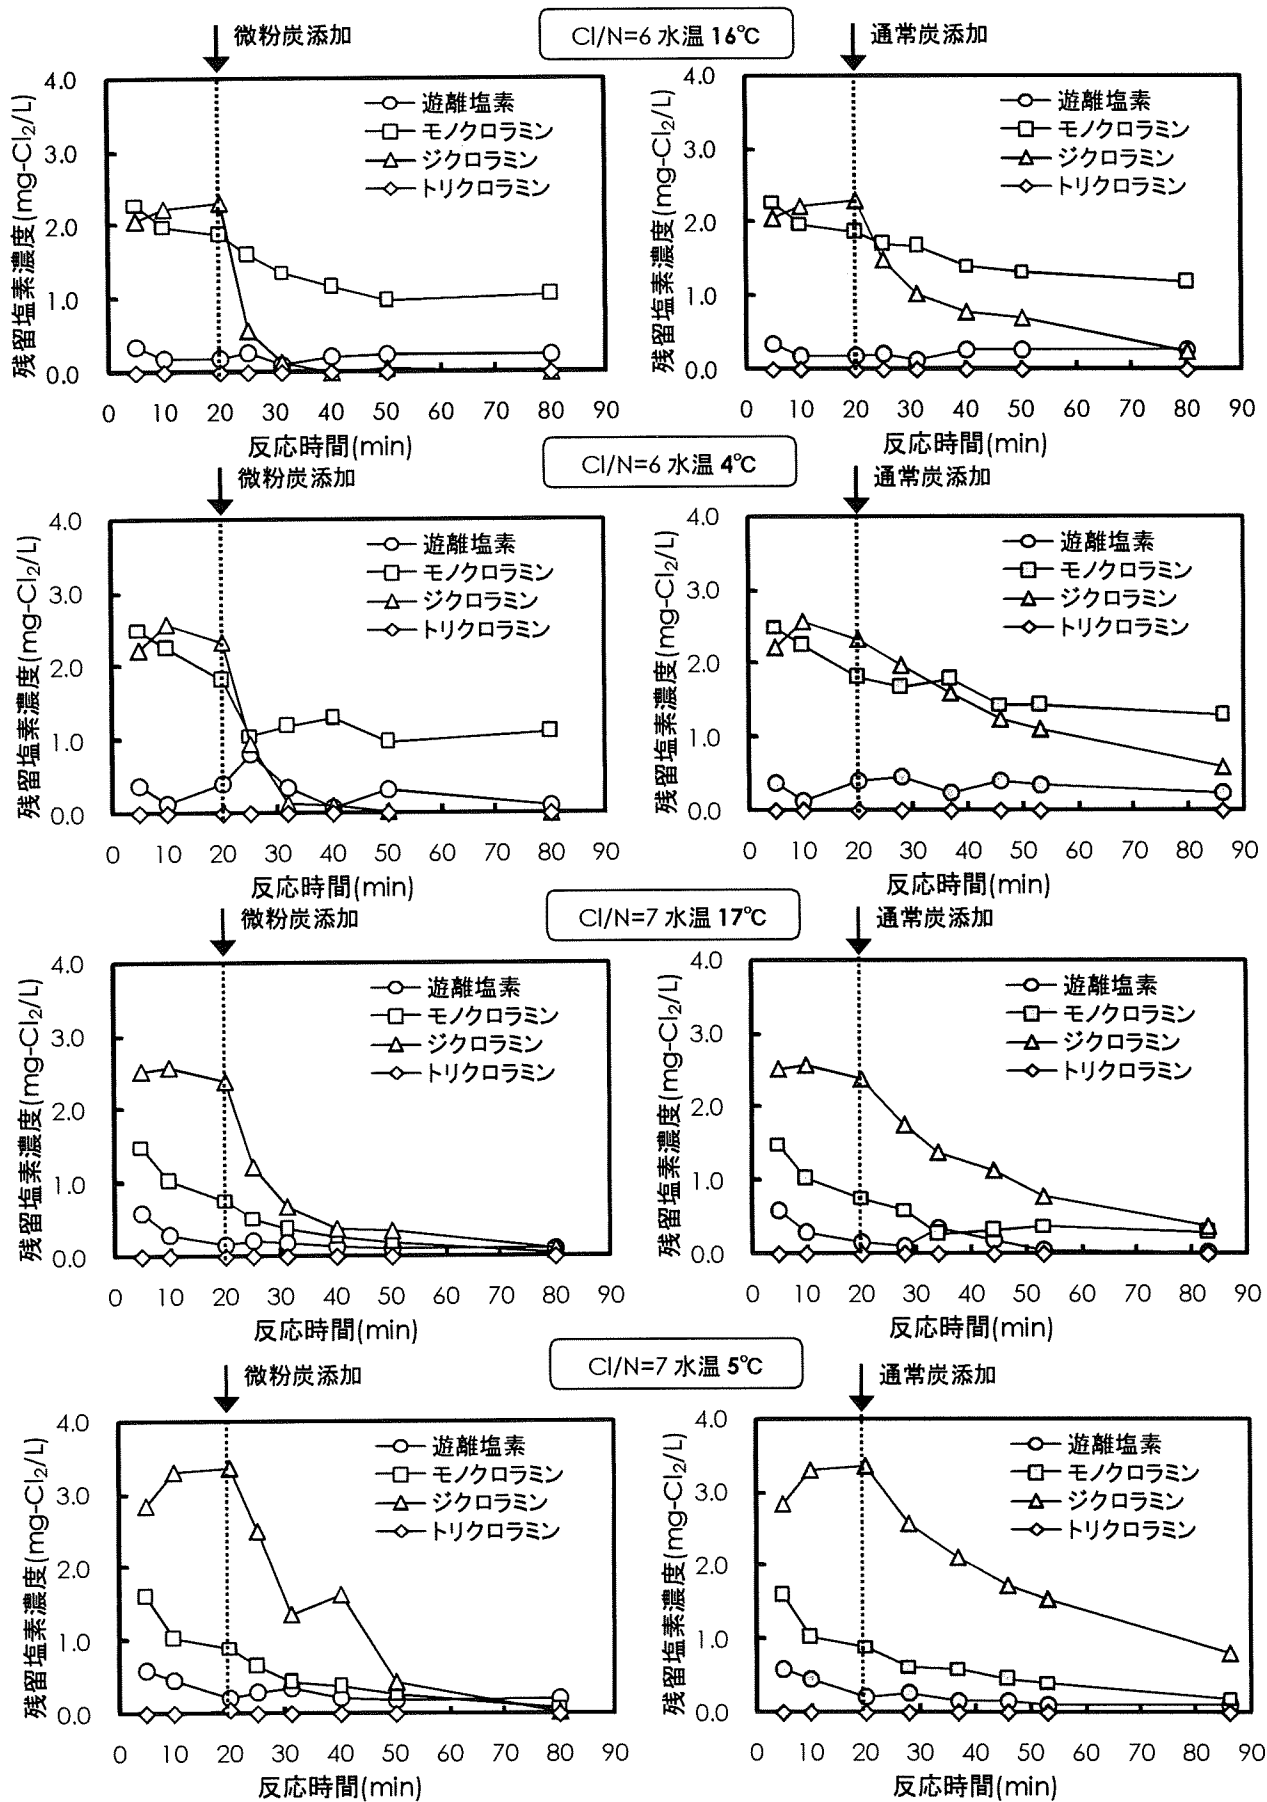 Cl/N=6 水温 16℃
微粉炭添加
残留塩素濃度(mg-Cl₂/L)
4.0
3.0
2.0
1.0
0.0
遊離塩素
モノクロラミン
ジクロラミン
トリクロラミン
0 10 20 30 40 50 60 70 80 90
反応時間(min)
通常炭添加
残留塩素濃度(mg-Cl₂/L)
4.0
3.0
2.0
1.0
0.0
遊離塩素
モノクロラミン
ジクロラミン
トリクロラミン
0 10 20 30 40 50 60 70 80 90
反応時間(min)
Cl/N=6 水温 4℃
微粉炭添加
残留塩素濃度(mg-Cl₂/L)
4.0
3.0
2.0
1.0
0.0
遊離塩素
モノクロラミン
ジクロラミン
トリクロラミン
0 10 20 30 40 50 60 70 80 90
反応時間(min)
通常炭添加
残留塩素濃度(mg-Cl₂/L)
4.0
3.0
2.0
1.0
0.0
遊離塩素
モノクロラミン
ジクロラミン
トリクロラミン
0 10 20 30 40 50 60 70 80 90
反応時間(min)
Cl/N=7 水温 17℃
微粉炭添加
残留塩素濃度(mg-Cl₂/L)
4.0
3.0
2.0
1.0
0.0
遊離塩素
モノクロラミン
ジクロラミン
トリクロラミン
0 10 20 30 40 50 60 70 80 90
反応時間(min)
通常炭添加
残留塩素濃度(mg-Cl₂/L)
4.0
3.0
2.0
1.0
0.0
遊離塩素
モノクロラミン
ジクロラミン
トリクロラミン
0 10 20 30 40 50 60 70 80 90
反応時間(min)
Cl/N=7 水温 5℃
微粉炭添加
残留塩素濃度(mg-Cl₂/L)
4.0
3.0
2.0
1.0
0.0
遊離塩素
モノクロラミン
ジクロラミン
トリクロラミン
0 10 20 30 40 50 60 70 80 90
反応時間(min)
通常炭添加
残留塩素濃度(mg-Cl₂/L)
4.0
3.0
2.0
1.0
0.0
遊離塩素
モノクロラミン
ジクロラミン
トリクロラミン
0 10 20 30 40 50 60 70 80 90
反応時間(min)